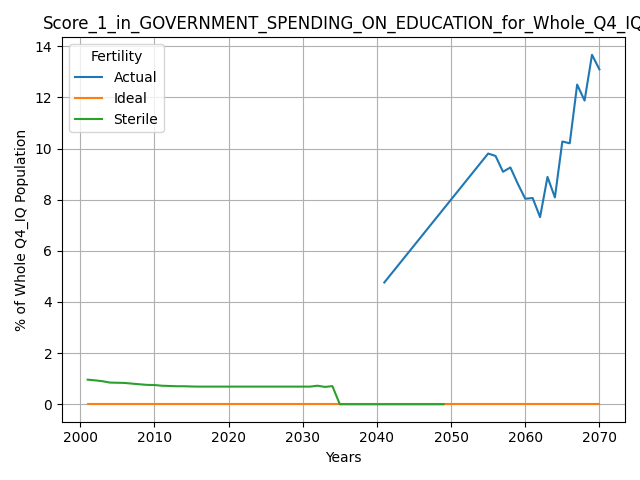 Score_1_in_GOVERNMENT_SPENDING_ON_EDUCATION_for_Whole_Q4_IQ
Fertility
Actual
Ideal
Sterile
% of Whole Q4_IQ Population
14
12
10
8
6
4
2
0
2000 2010 2020 2030 2040 2050 2060 2070
Years